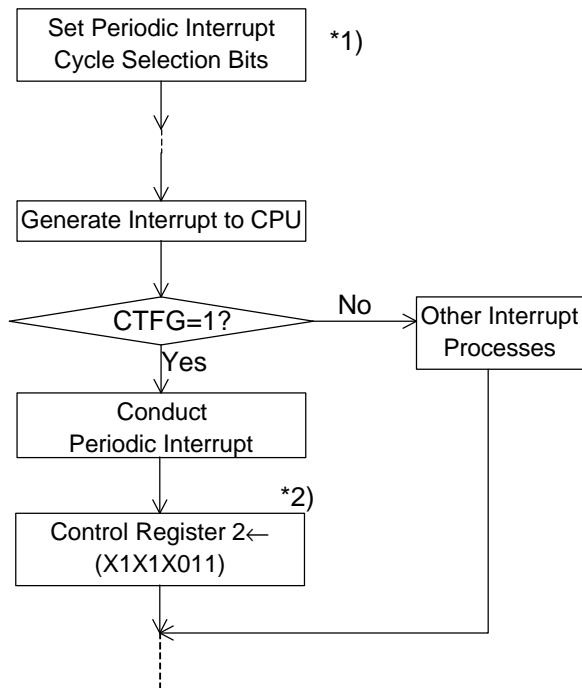 Set Periodic Interrupt
Cycle Selection Bits
*1)
Generate Interrupt to CPU
CTFG=1?
No
Other Interrupt
Processes
Yes
Conduct
Periodic Interrupt
*2)
Control Register 2←
(X1X1X011)